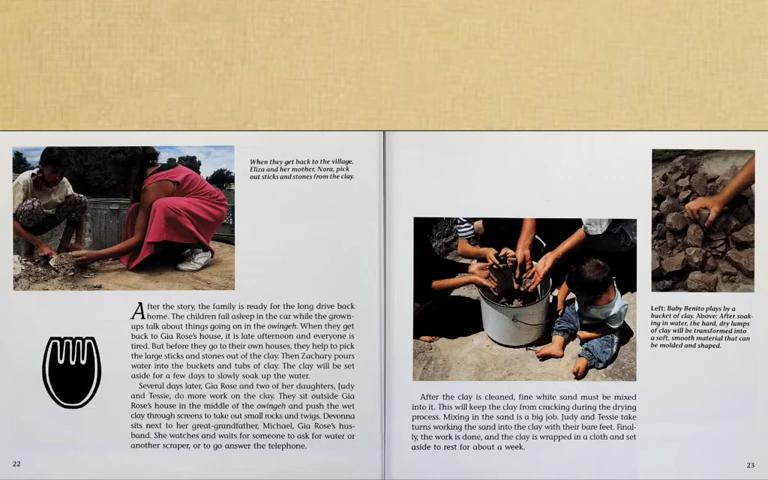 When they get back to the village,
Eliza and her mother, Nora, pick
out sticks and stones from the clay.
After the story, the family is ready for the long drive back
home. The children fall asleep in the car while the grown-
ups talk about things going on in the owingeh. When they get
back to Gia Rose's house, it is late afternoon and everyone is
tired. But before they go to their own houses, they help to pick
the large sticks and stones out of the clay. Then Zachary pours
water into the buckets and tubs of clay. The clay will be set
aside for a few days to slowly soak up the water.
Several days later, Gia Rose and two of her daughters, Judy
and Tessie, do more work on the clay. They sit outside Gia
Rose's house in the middle of the owingeh and push the wet
clay through screens to take out small rocks and twigs. Devonna
sits next to her great-grandfather, Michael, Gia Rose's hus-
band. She watches and waits for someone to ask for water or
another scraper, or to go answer the telephone.
22
Left: Baby Benito plays by a
bucket of clay. Above: After soak-
ing in water, the hard, dry lumps
of clay will be transformed into
a soft, smooth material that can
be molded and shaped.
After the clay is cleaned, fine white sand must be mixed
into it. This will keep the clay from cracking during the drying
process. Mixing in the sand is a big job. Judy and Tessie take
turns working the sand into the clay with their bare feet. Final-
ly, the work is done, and the clay is wrapped in a cloth and set
aside to rest for about a week.
23